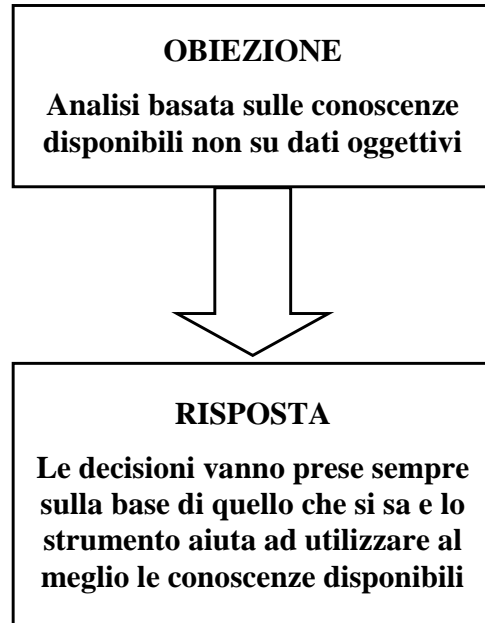 OBIEZIONE
Analisi basata sulle conoscenze
disponibili non su dati oggettivi
RISPOSTA
Le decisioni vanno prese sempre
sulla base di quello che si sa e lo
strumento aiuta ad utilizzare al
meglio le conoscenze disponibili